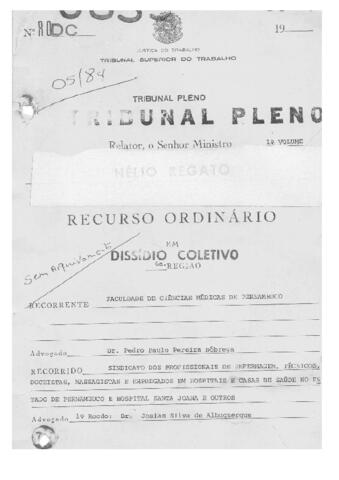 Nº RODC 19
JUSTIÇA DO TRABALHO
TRIBUNAL SUPERIOR DO TRABALHO
05/84
TRIBUNAL PLENO
TRIBUNAL PLENO
Relator, o Senhor Ministro 1º VOLUME
HÉLIO REGATO
RECURSO ORDINÁRIO
EM
DISSÍDIO COLETIVO
6a. REGIÃO
Sem Arquivamento
RECORRENTE FACULDADE DE CIÊNCIAS MÉDICAS DE PERNAMBUCO
Advogado Dr. Pedro Paulo Pereira Nóbrega
RECORRIDO SINDICATO DOS PROFISSIONAIS DE ENFERMAGEM, TÉCNICOS,
DUCHISTAS, MASSAGISTAS E EMPREGADOS EM HOSPITAIS E CASAS DE SAÚDE NO ES
TADO DE PERNAMBUCO E HOSPITAL SANTA JOANA E OUTROS
Advogado 1º Recdo: Dr. Josias Silva de Albuquerque